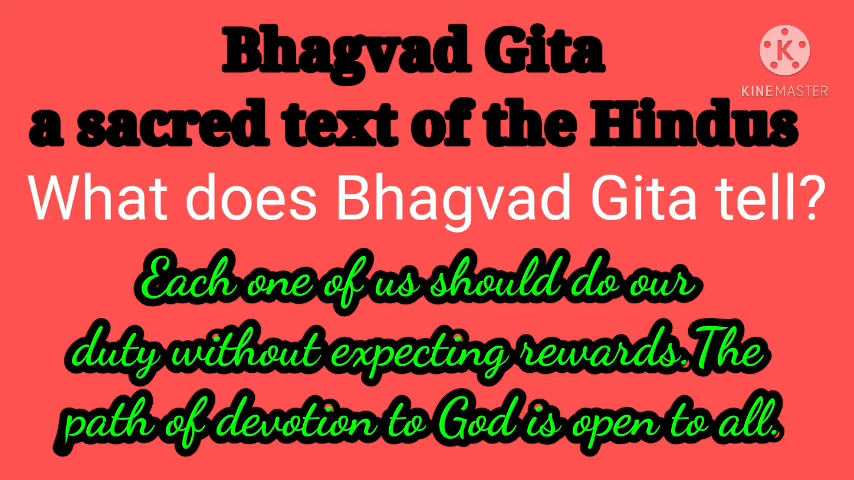 Bhagvad Gita
KINEMASTER
a sacred text of the Hindus
What does Bhagvad Gita tell?
Each one of us should do our
duty without expecting rewards.The
path of devotion to God is open to all.